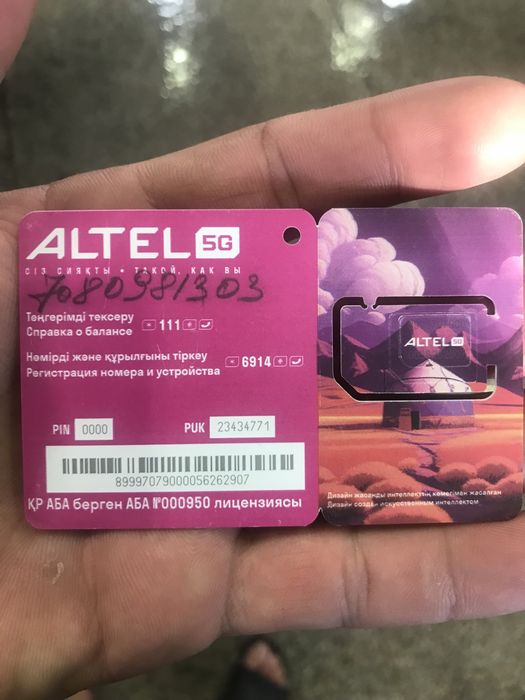 ALTEL 5G
СІЗ СИЯҚТЫ • ТАКОЙ, КАК ВЫ
7080981303
Теңгерімді тексеру
Справка о балансе
* 111 #
Нөмірді және құрылғыны тіркеу
Регистрация номера и устройства
* 6914 #
PIN 0000
PUK 23434771
89997079000056262907
ҚР АБА берген АБА №000950 лицензиясы
ALTEL 5G
Дизайн жасанды интеллекттің көмегімен жасалған
Дизайн создан искусственным интеллектом